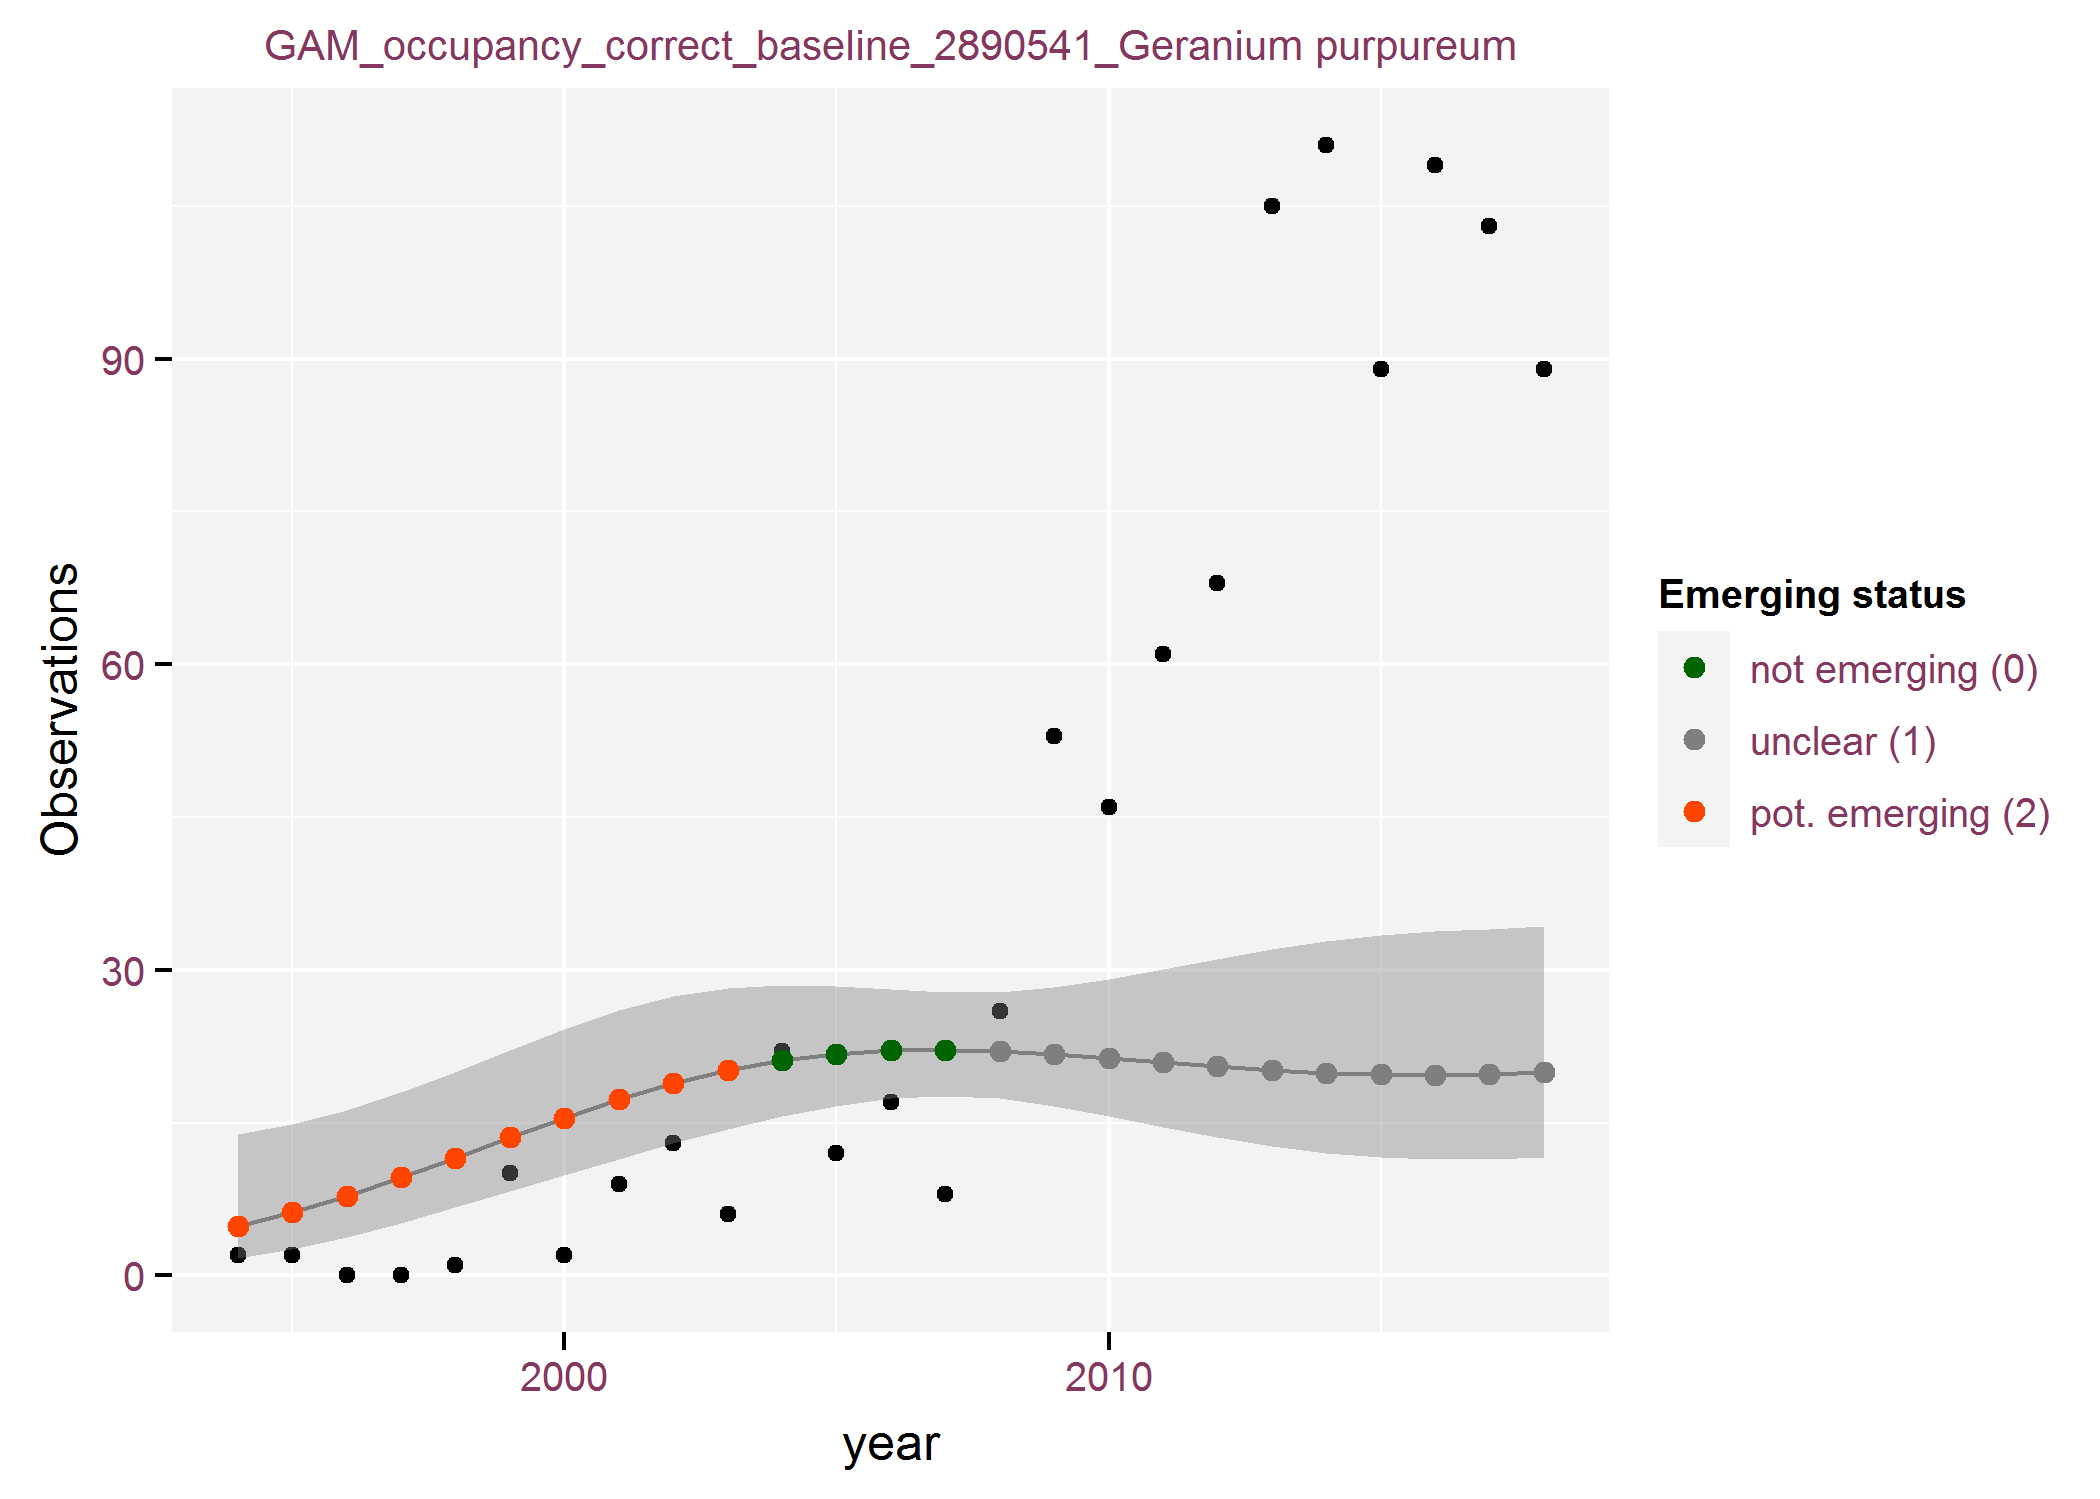 GAM_occupancy_correct_baseline_2890541_Geranium purpureum
Observations
90
60
30
0
2000
2010
year
Emerging status
not emerging (0)
unclear (1)
pot. emerging (2)